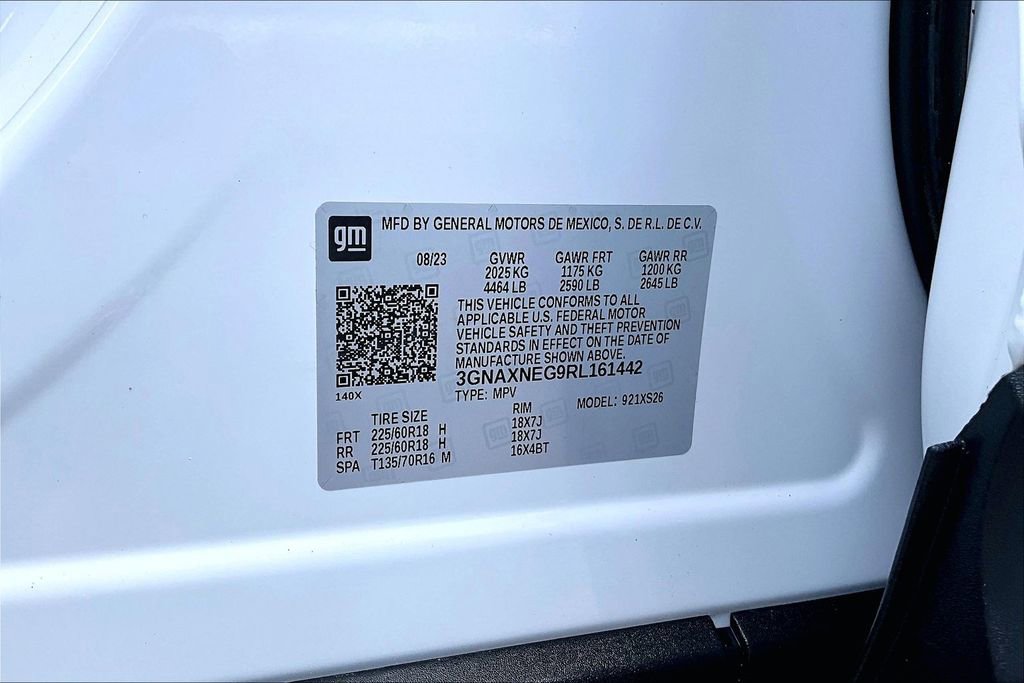 gm
MFD BY GENERAL MOTORS DE MEXICO, S. DE R.L. DE C.V.
08/23 GVWR GAWR FRT GAWR RR
2025 KG 1175 KG 1200 KG
4464 LB 2590 LB 2645 LB
THIS VEHICLE CONFORMS TO ALL
APPLICABLE U.S. FEDERAL MOTOR
VEHICLE SAFETY AND THEFT PREVENTION
STANDARDS IN EFFECT ON THE DATE OF
MANUFACTURE SHOWN ABOVE.
3GNAXNEG9RL161442
140X TYPE: MPV MODEL: 921XS26
TIRE SIZE RIM
FRT 225/60R18 H 18X7J
RR 225/60R18 H 18X7J
SPA T135/70R16 M 16X4BT